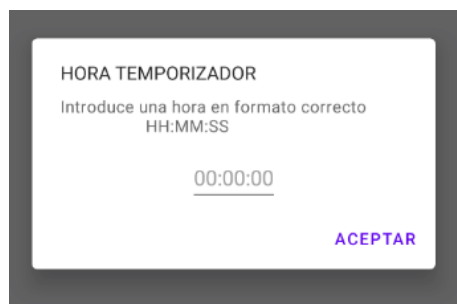 HORA TEMPORIZADOR
Introduce una hora en formato correcto
HH:MM:SS
00:00:00
ACEPTAR